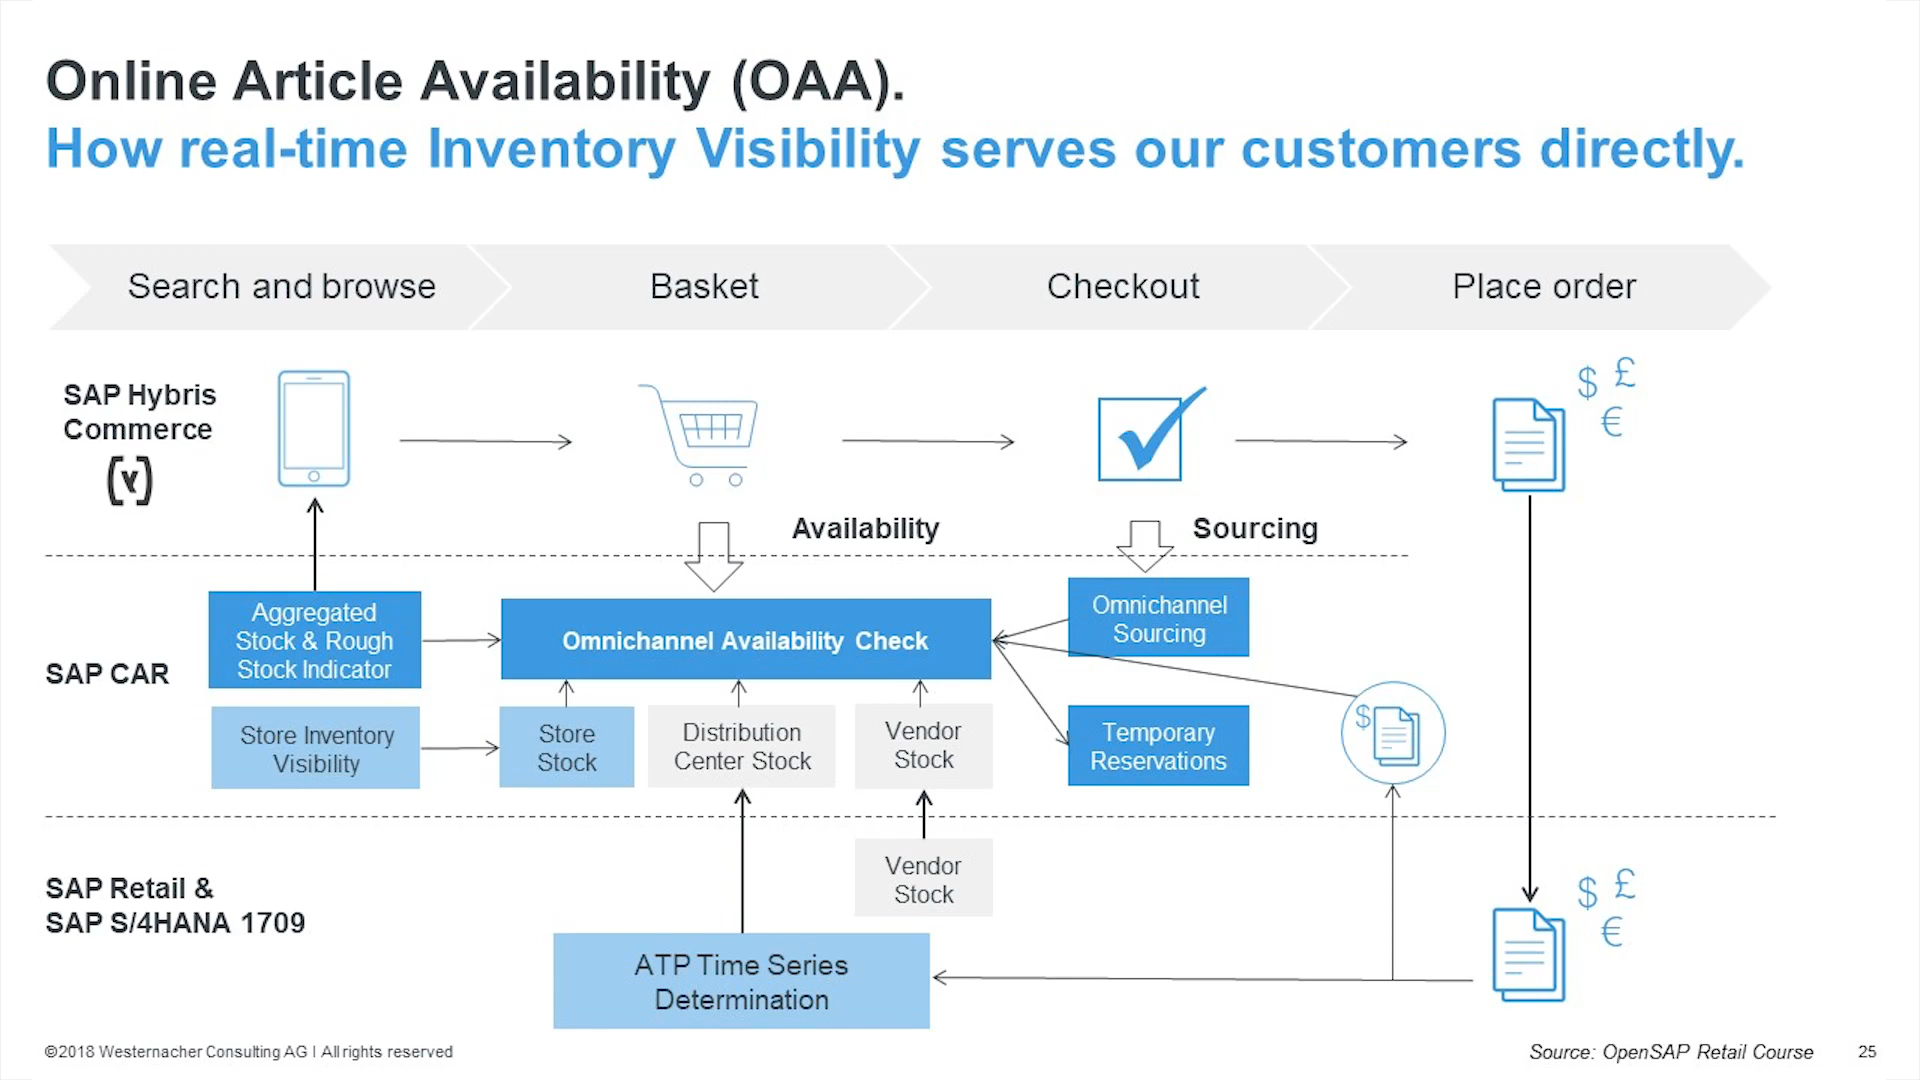 Online Article Availability (OAA).
How real-time Inventory Visibility serves our customers directly.
Search and browse
Basket
Checkout
Place order
SAP Hybris
Commerce
(y)
$ £
€
Availability
Sourcing
SAP CAR
Aggregated
Stock & Rough
Stock Indicator
Omnichannel Availability Check
Omnichannel
Sourcing
Store Inventory
Visibility
Store
Stock
Distribution
Center Stock
Vendor
Stock
Temporary
Reservations
$
SAP Retail &
SAP S/4HANA 1709
Vendor
Stock
ATP Time Series
Determination
$ £
€
©2018 Westernacher Consulting AG I All rights reserved
Source: OpenSAP Retail Course
25